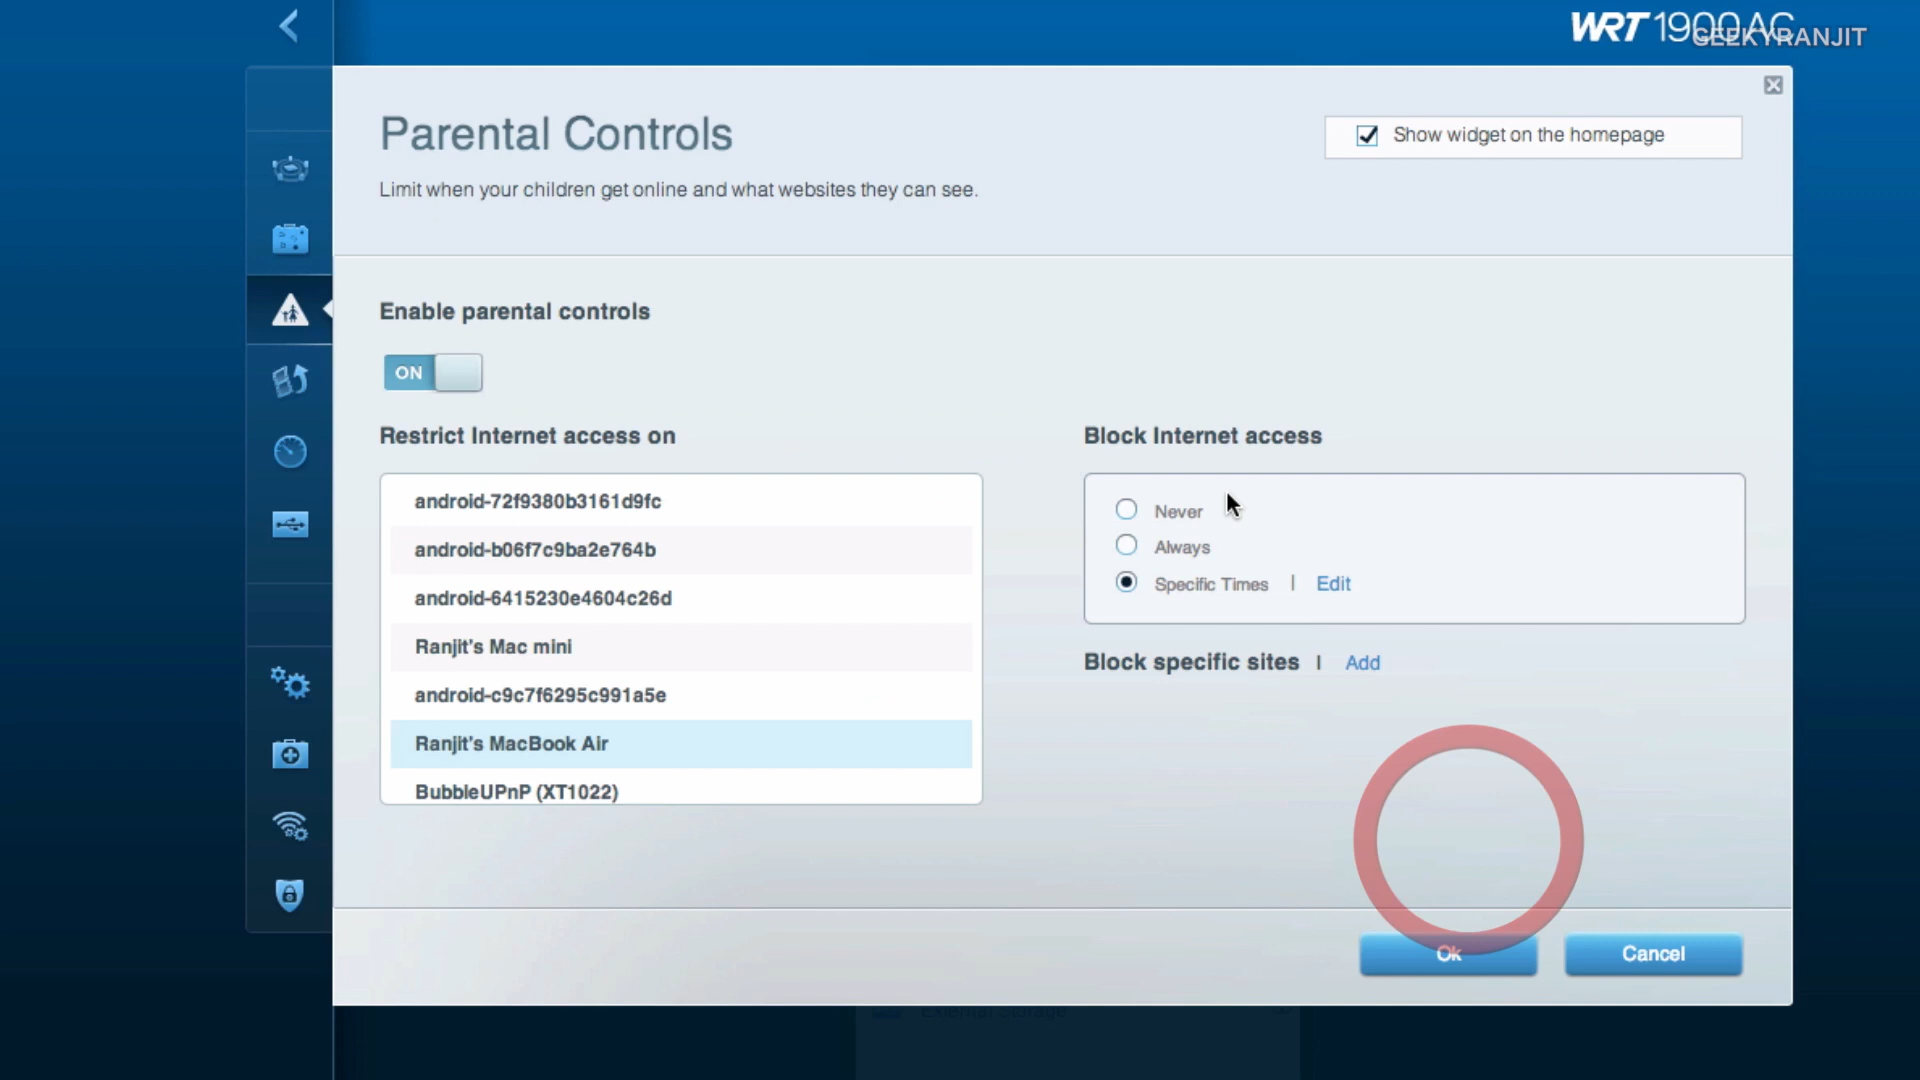 WRT 1900AC
GEEKYRANJIT
Parental Controls
Show widget on the homepage
Limit when your children get online and what websites they can see.
Enable parental controls
ON
Restrict Internet access on
Block Internet access
android-72f9380b3161d9fc
android-b06f7c9ba2e764b
android-6415230e4604c26d
Ranjit's Mac mini
android-c9c7f6295c991a5e
Ranjit's MacBook Air
BubbleUPnP (XT1022)
Never
Always
Specific Times | Edit
Block specific sites | Add
Ok
Cancel
External Storage